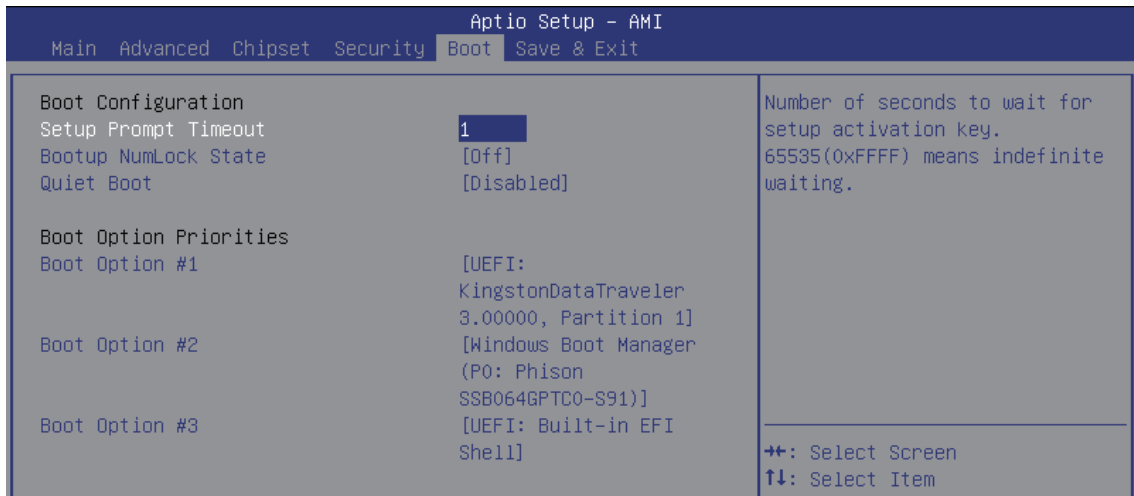 Aptio Setup – AMI
Main Advanced Chipset Security Boot Save & Exit
Boot Configuration
Setup Prompt Timeout 1
Bootup NumLock State [Off]
Quiet Boot [Disabled]
Boot Option Priorities
Boot Option #1 [UEFI:
KingstonDataTraveler
3.00000, Partition 1]
Boot Option #2 [Windows Boot Manager
(P0: Phison
SSB064GPTC0-S91)]
Boot Option #3 [UEFI: Built-in EFI
Shell]
Number of seconds to wait for
setup activation key.
65535(0xFFFF) means indefinite
waiting.
→←: Select Screen
↑↓: Select Item